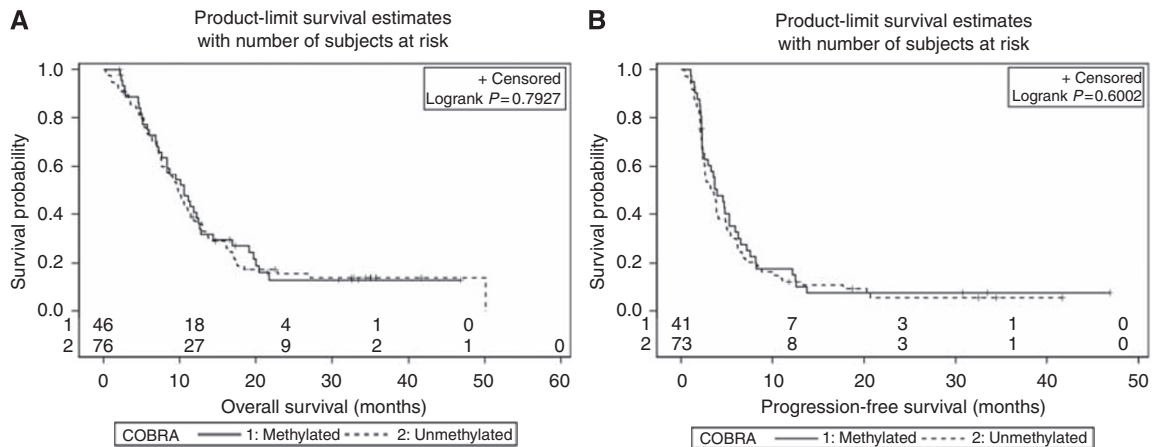 A
Product-limit survival estimates
with number of subjects at risk
1.0
0.8
0.6
0.4
0.2
0.0
Survival probability
+ Censored
Logrank P=0.7927
1 46 18 4 1 0
2 76 27 9 2 1 0
0 10 20 30 40 50 60
Overall survival (months)
COBRA 1: Methylated 2: Unmethylated
B
Product-limit survival estimates
with number of subjects at risk
1.0
0.8
0.6
0.4
0.2
0.0
Survival probability
+ Censored
Logrank P=0.6002
1 41 7 3 1 0
2 73 8 3 1 0
0 10 20 30 40 50
Progression-free survival (months)
COBRA 1: Methylated 2: Unmethylated